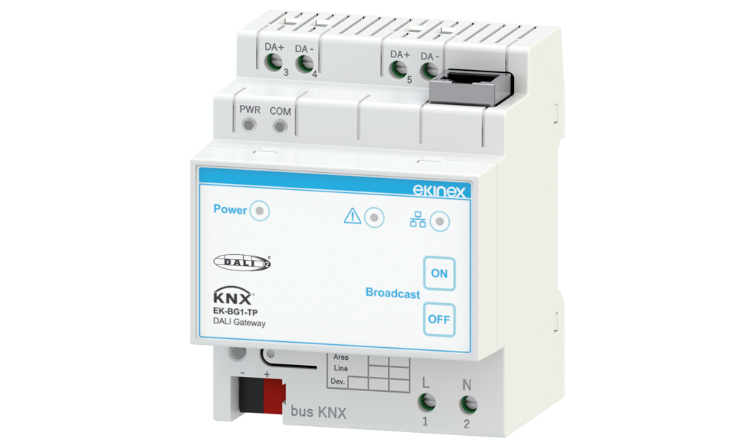 DA+ DA- DA+ DA-
3 4 5
PWR COM
ekinex
Power
DALI 2
ON
Broadcast
KNX
EK-BG1-TP
DALI Gateway
OFF
Area
Line
Dev.
- +
bus KNX
L N
1 2